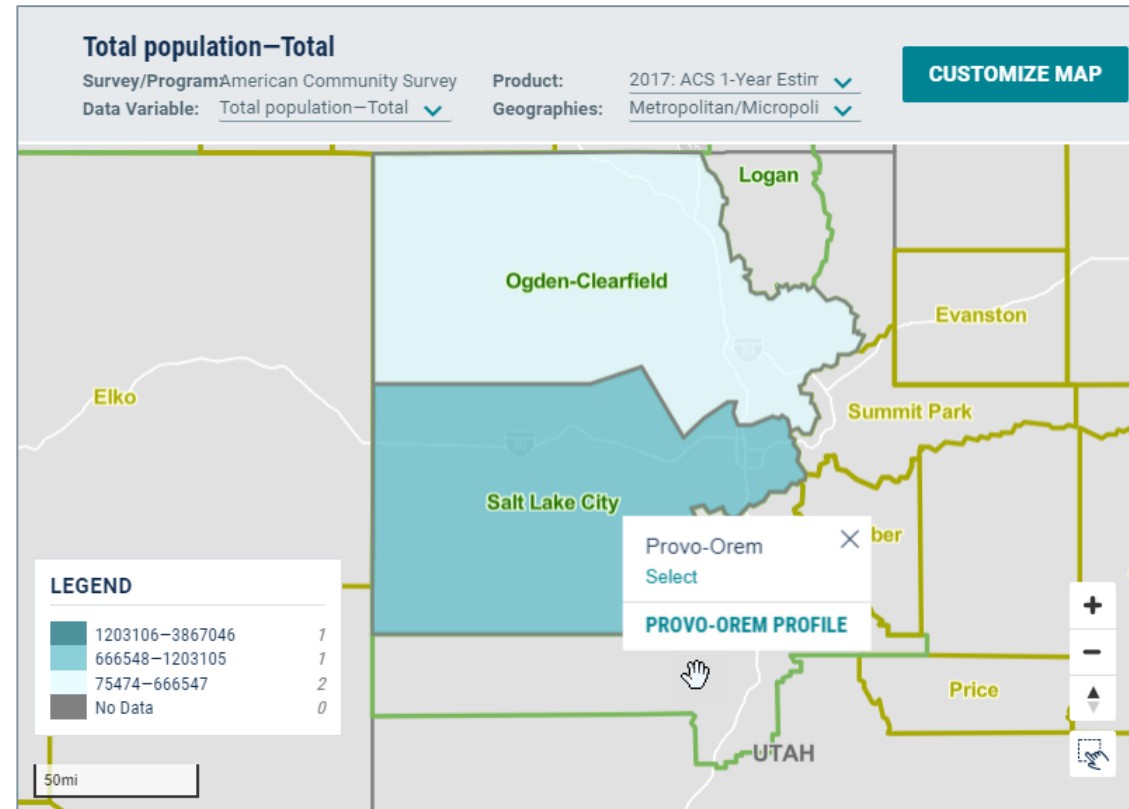 Total population—Total
Survey/Program: American Community Survey
Product: 2017: ACS 1-Year Estim
CUSTOMIZE MAP
Data Variable: Total population—Total
Geographies: Metropolitan/Micropoli
Logan
Ogden-Clearfield
Evanston
Elko
Summit Park
80
Salt Lake City
Provo-Orem
ber
Select
PROVO-OREM PROFILE
LEGEND
1203106—3867046 1
666548—1203105 1
75474—666547 2
No Data 0
Price
UTAH
50mi